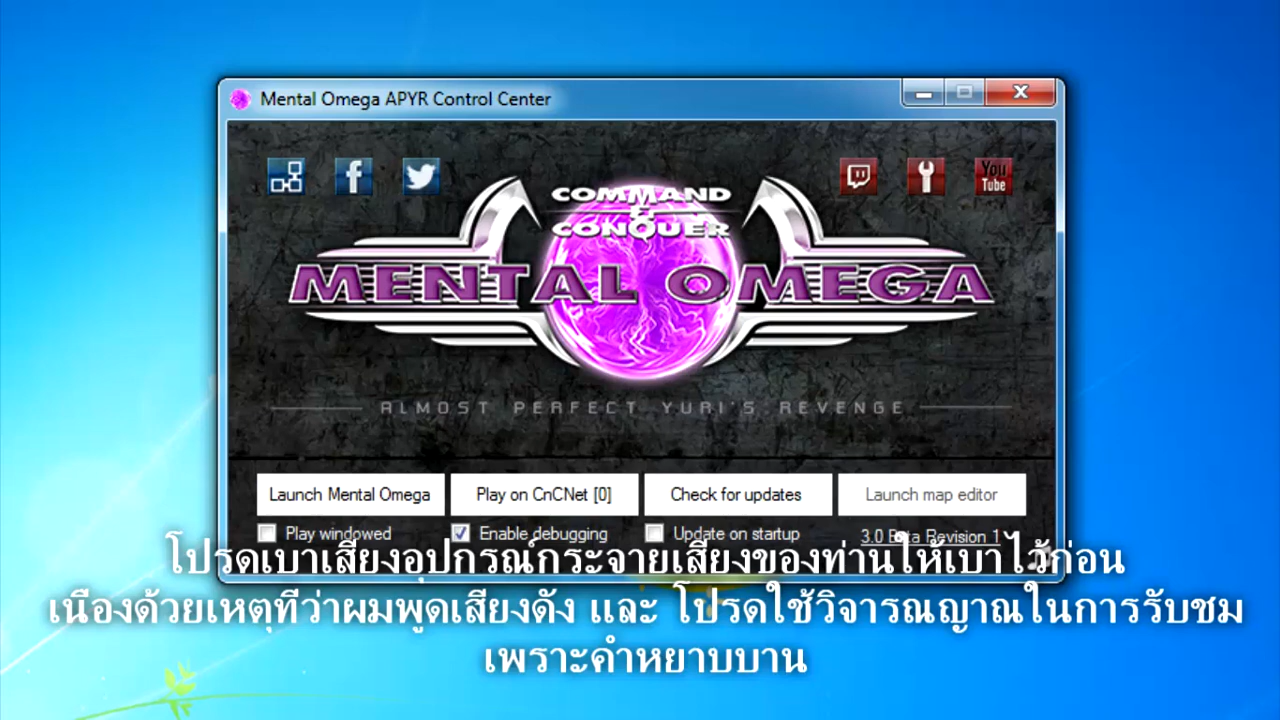 Mental Omega APYR Control Center
You
Tube
COMMAND
&
CONQUER
MENTAL OMEGA
ALMOST PERFECT YURI'S REVENGE
Launch Mental Omega
Play on CnCNet [0]
Check for updates
Launch map editor
Play windowed
Enable debugging
Update on startup
3.0 Beta Revision 1
โปรดเบาเสียงอุปกรณ์กระจายเสียงของท่านให้เบาไว้ก่อน
เนืองด้วยเหตุทีว่าผมพูดเสียงดัง และ โปรดใช้วิจารณญาณในการรับชม
เพราะคำหยาบบาน